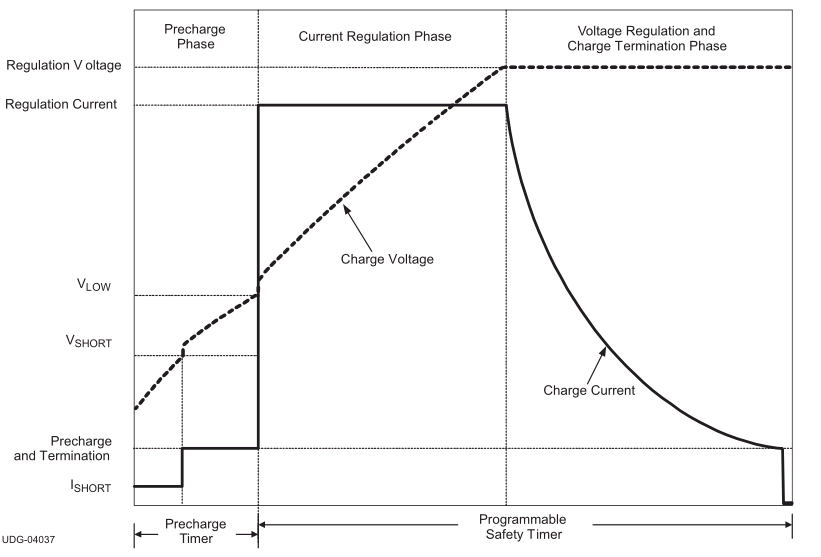 Precharge
Phase
Current Regulation Phase
Voltage Regulation and
Charge Termination Phase
Regulation V oltage
Regulation Current
VLOW
Charge Voltage
VSHORT
Charge Current
Precharge
and Termination
ISHORT
Precharge
Timer
Programmable
Safety Timer
UDG-04037